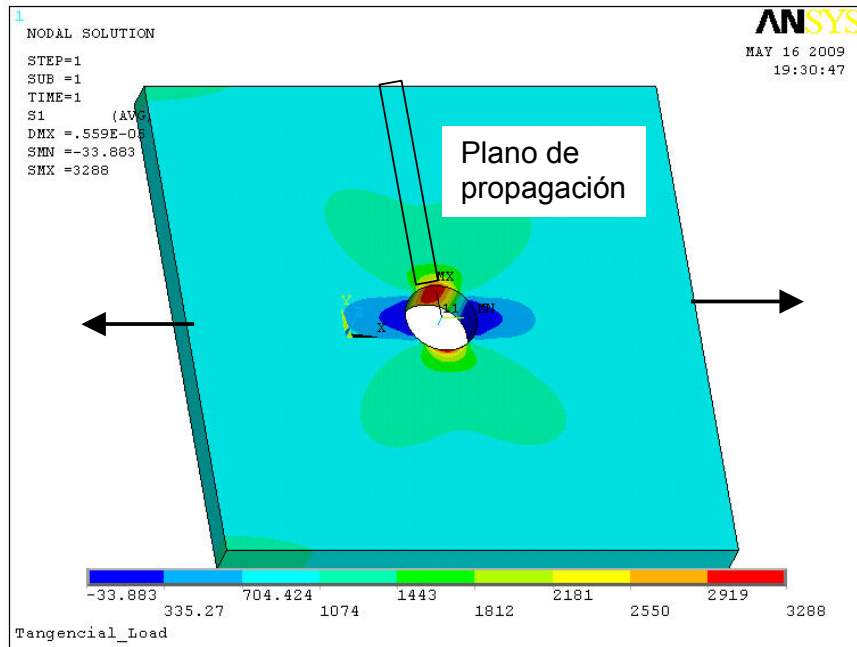 1
NODAL SOLUTION
ANSYS
MAY 16 2009
19:30:47
STEP=1
SUB =1
TIME=1
S1 (AVG
DMX =.559E-05
SMN =-33.883
SMX =3288
Plano de
propagación
MX
11
MN
Y
Z
X
-33.883 704.424 1443 2181 2919
335.27 1074 1812 2550 3288
Tangencial_Load